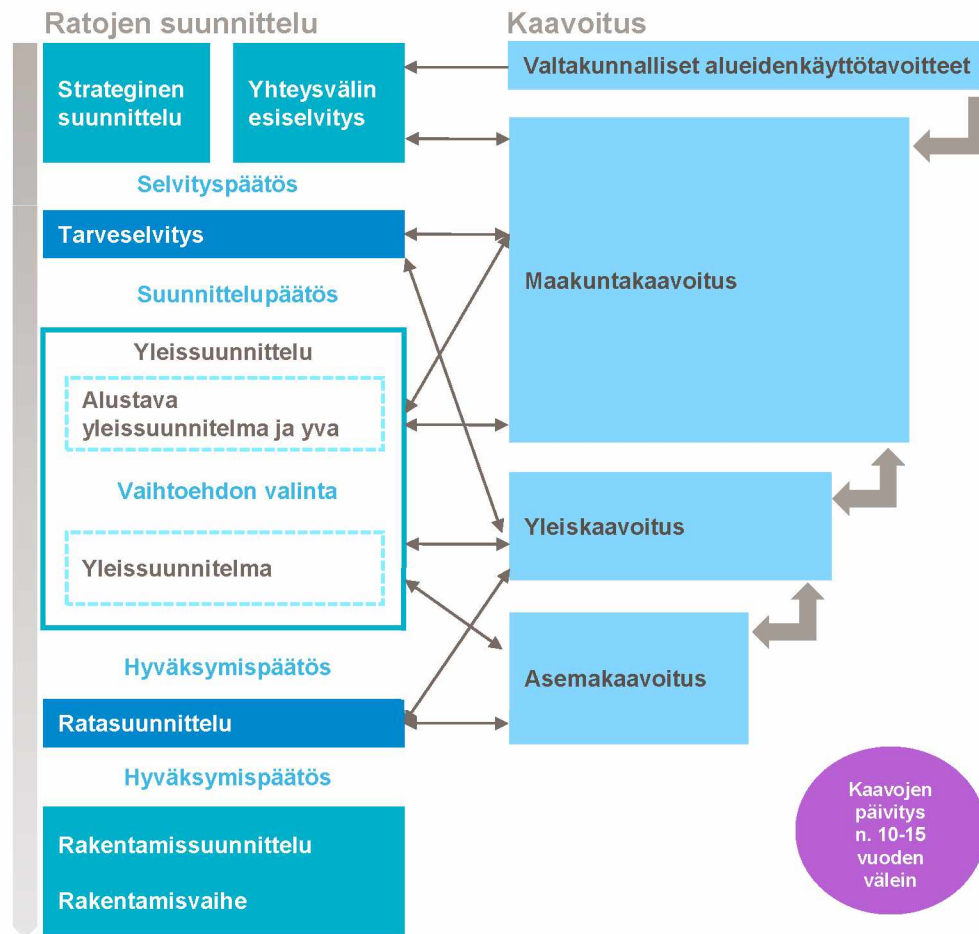 Ratojen suunnittelu
Strateginen
suunnittelu
Yhteysvälin
esiselvitys
Selvityspäätös
Tarveselvitys
Suunnittelupäätös
Yleissuunnittelu
Alustava
yleissuunnitelma ja yva
Vaihtoehdon valinta
Yleissuunnitelma
Hyväksymispäätös
Ratasuunnittelu
Hyväksymispäätös
Rakentamissuunnittelu
Rakentamisvaihe
Kaavoitus
Valtakunnalliset alueidenkäyttötavoitteet
Maakuntakaavoitus
Yleiskaavoitus
Asemakaavoitus
Kaavojen
päivitys
n. 10-15
vuoden
välein